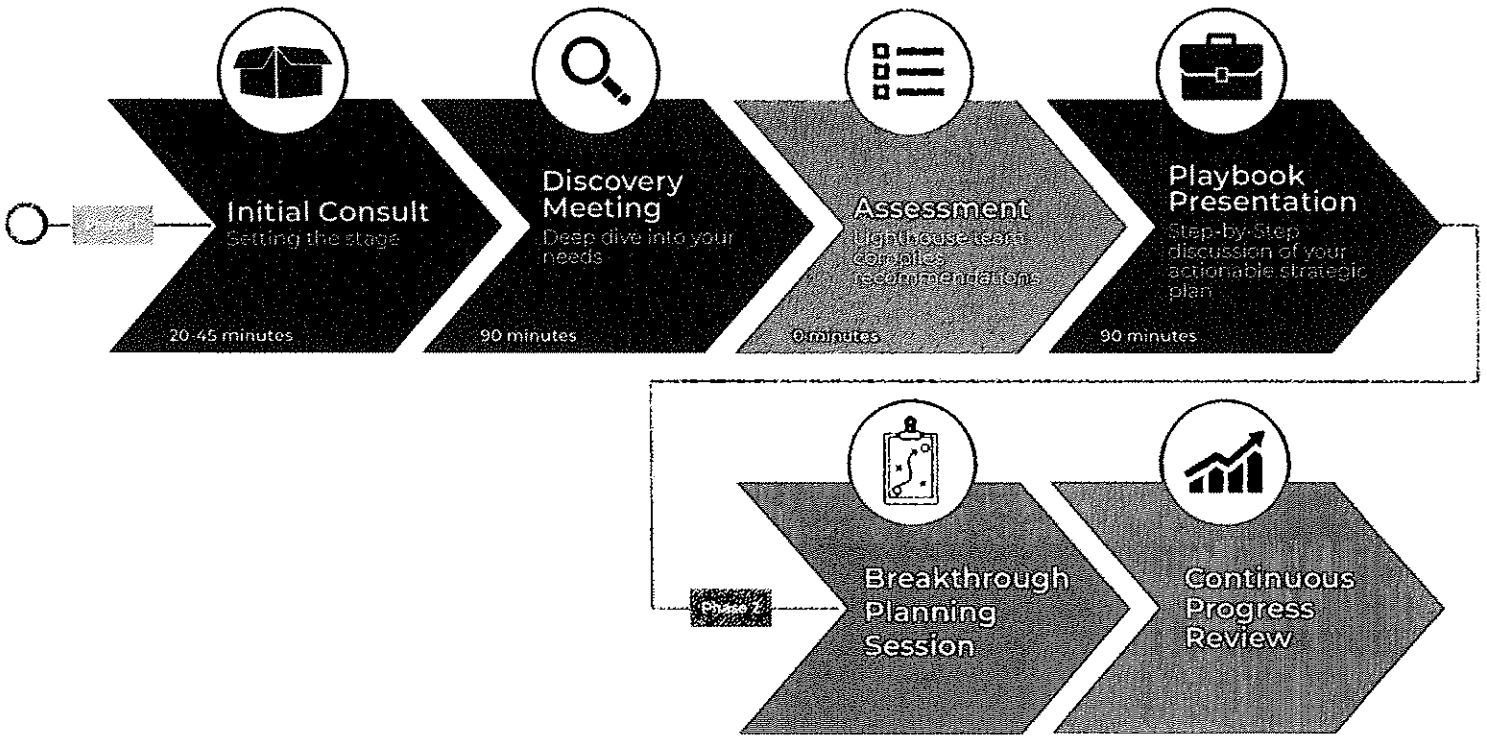 Initial Consult
Setting the stage
20-45 minutes
Discovery
Meeting
Deep dive into your
needs
90 minutes
Assessment
Lighthouse team
compiles
recommendations
0 minutes
Playbook
Presentation
Step-by-Step
discussion of your
actionable strategic
plan
90 minutes
Phase 2
Breakthrough
Planning
Session
Continuous
Progress
Review